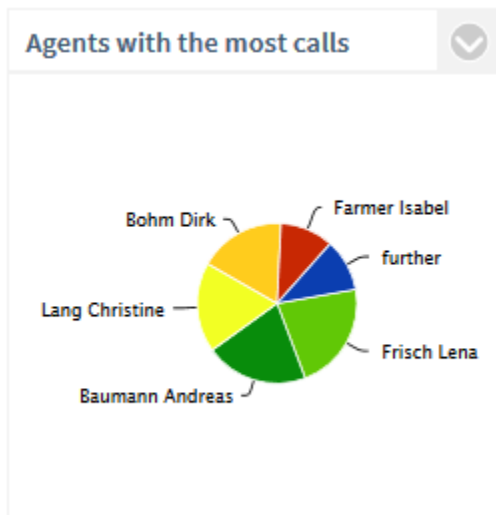 Agents with the most calls
Farmer Isabel
Bohm Dirk
further
Lang Christine
Frisch Lena
Baumann Andreas